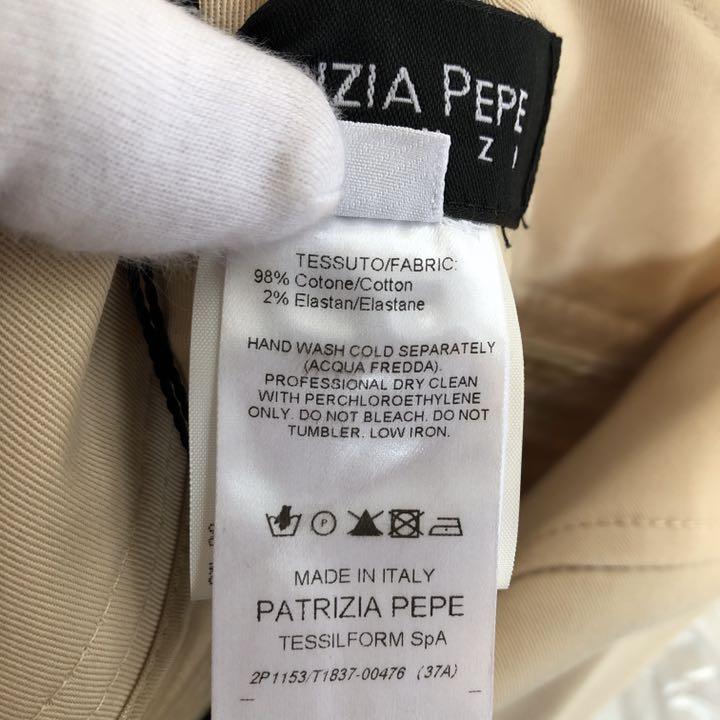 PEPE
Z
TESSUTO/FABRIC:
98% Cotone/Cotton
2% Elastan/Elastane
HAND WASH COLD SEPARATELY
(ACQUA FREDDA).
PROFESSIONAL DRY CLEAN
WITH PERCHLOROETHYLENE
ONLY. DO NOT BLEACH. DO NOT
TUMBLER. LOW IRON.
P
MADE IN ITALY
PATRIZIA PEPE
TESSILFORM SpA
2P1153/T1837-00476 (37A)